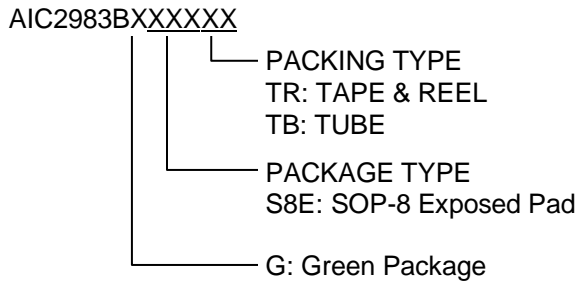 AIC2983BXXXXXX
PACKING TYPE
TR: TAPE & REEL
TB: TUBE
PACKAGE TYPE
S8E: SOP-8 Exposed Pad
G: Green Package